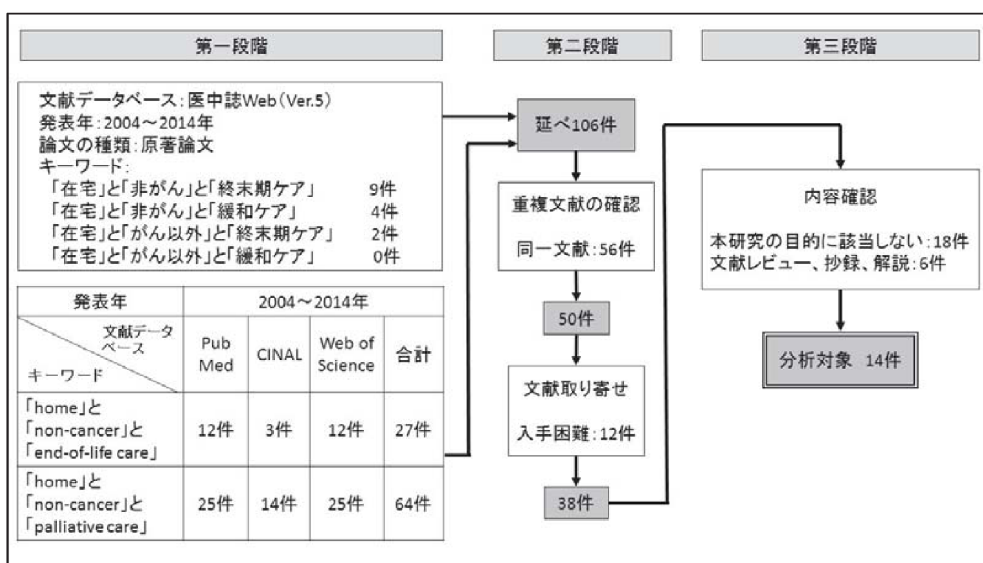 第一段階
文献データベース：医中誌Web（Ver.5）
発表年：2004～2014年
論文の種類：原著論文
キーワード：
「在宅」と「非がん」と「終末期ケア」 9件
「在宅」と「非がん」と「緩和ケア」 4件
「在宅」と「がん以外」と「終末期ケア」 2件
「在宅」と「がん以外」と「緩和ケア」 0件
発表年 2004～2014年
文献データ
ベース
キーワード
Pub
Med
CINAL
Web of
Science
合計
「home」と
「non-cancer」と
「end-of-life care」
12件 3件 12件 27件
「home」と
「non-cancer」と
「palliative care」
25件 14件 25件 64件
第二段階
延べ106件
重複文献の確認
同一文献：56件
50件
文献取り寄せ
入手困難：12件
38件
第三段階
内容確認
本研究の目的に該当しない：18件
文献レビュー、抄録、解説：6件
分析対象 14件